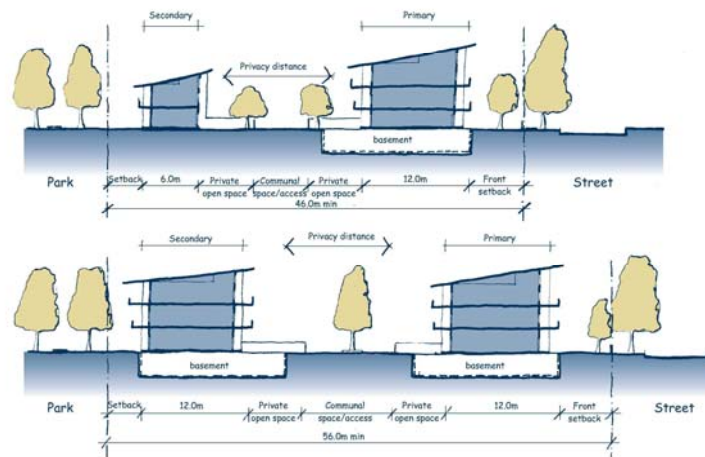 Secondary
Primary
Privacy distance
basement
Park
Street
Setback
6.0m
Private
open space
Communal
space/access
Private
open space
12.0m
Front
setback
46.0m min
Secondary
Privacy distance
Primary
basement
basement
Park
Street
Setback
12.0m
Private
open space
Communal
space/access
Private
open space
12.0m
Front
setback
56.0m min